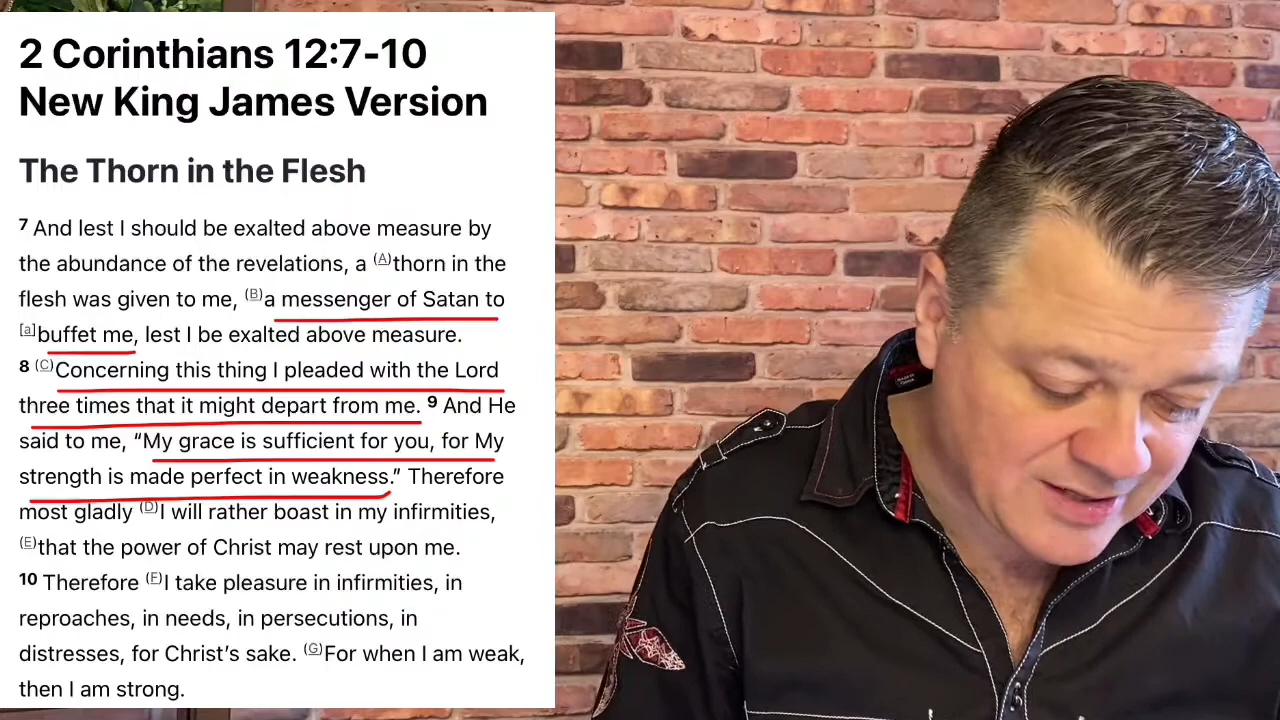 2 Corinthians 12:7-10
New King James Version
The Thorn in the Flesh
7 And lest I should be exalted above measure by
the abundance of the revelations, a (A)thorn in the
flesh was given to me, (B)a messenger of Satan to
[a]buffet me, lest I be exalted above measure.
8 (C)Concerning this thing I pleaded with the Lord
three times that it might depart from me. 9 And He
said to me, “My grace is sufficient for you, for My
strength is made perfect in weakness.” Therefore
most gladly (D)I will rather boast in my infirmities,
(E)that the power of Christ may rest upon me.
10 Therefore (F)I take pleasure in infirmities, in
reproaches, in needs, in persecutions, in
distresses, for Christ’s sake. (G)For when I am weak,
then I am strong.